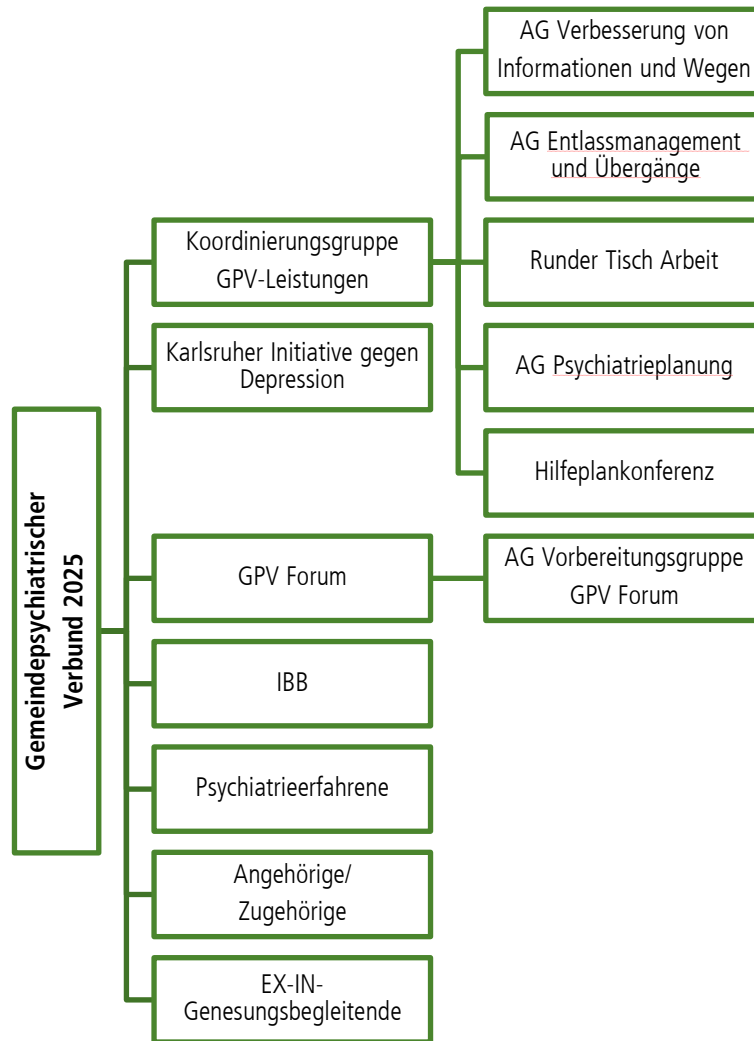 Gemeindepsychiatrischer
Verbund 2025
Koordinierungsgruppe
GPV-Leistungen
AG Verbesserung von
Informationen und Wegen
AG Entlassmanagement
und Übergänge
Runder Tisch Arbeit
AG Psychiatrieplanung
Hilfeplankonferenz
Karlsruher Initiative gegen
Depression
GPV Forum
AG Vorbereitungsgruppe
GPV Forum
IBB
Psychiatrieerfahrene
Angehörige/
Zugehörige
EX-IN-
Genesungsbegleitende